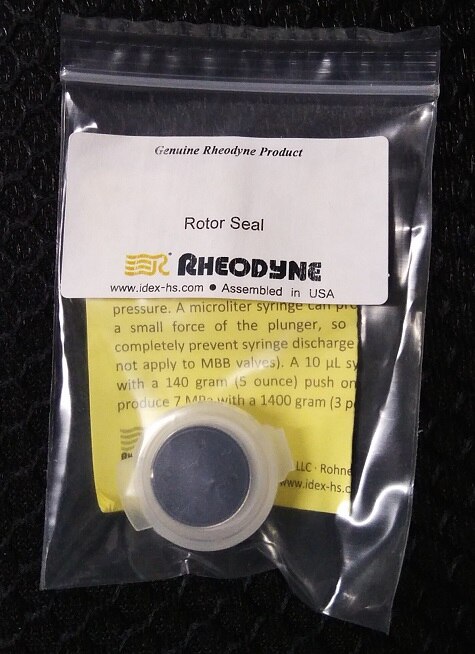 Genuine Rheodyne Product
Rotor Seal
RHEODYNE
www.idex-hs.com ● Assembled in USA
pressure. A microliter syringe can
a small force of the plunger, so
completely prevent syringe discharge
not apply to MBB valves). A 10 µL
with a 140 gram (5 ounce) push on
produce 7 MPa with a 1400 gram (3
LLC · Rohne
www.idex-hs.c